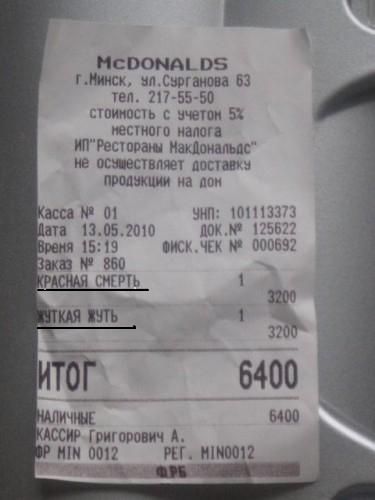 McDONALDS
г.Минск, ул.Сурганова 63
тел. 217-55-50
стоимость с учетом 5%
местного налога
ИП"Рестораны МакДональдс"
не осуществляет доставку
продукции на дом
Касса № 01 УНП: 101113373
Дата 13.05.2010 ДОК.№ 125622
Время 15:19 ФИСК.ЧЕК № 000692
Заказ № 860
КРАСНАЯ СМЕРТЬ 1
3200
ЖУТКАЯ ЖУТЬ 1
3200
ИТОГ 6400
НАЛИЧНЫЕ 6400
КАССИР Григорович А.
ФР MIN 0012 РЕГ. MIN0012
ФРБ